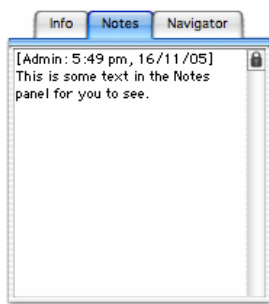 Info Notes Navigator
[Admin: 5:49 pm, 16/11/05]
This is some text in the Notes
panel for you to see.